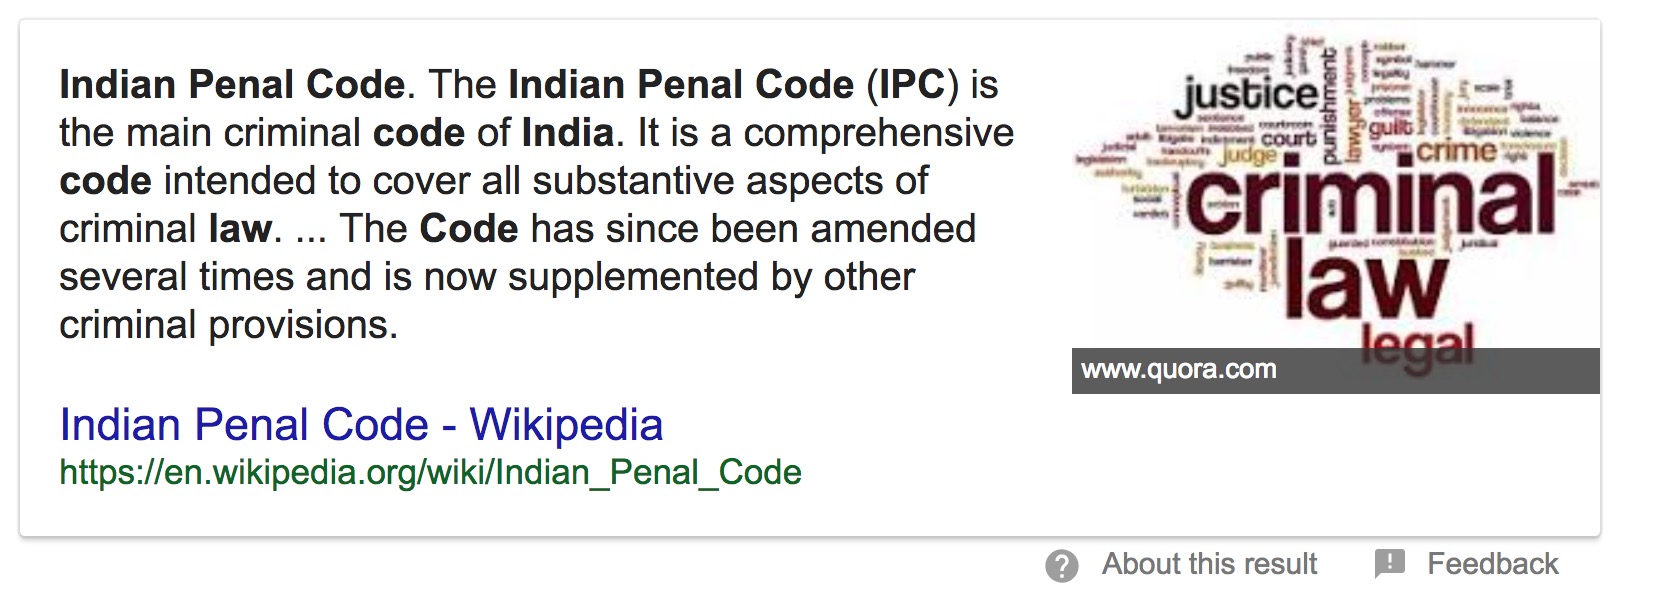 Indian Penal Code. The Indian Penal Code (IPC) is
the main criminal code of India. It is a comprehensive
code intended to cover all substantive aspects of
criminal law. ... The Code has since been amended
several times and is now supplemented by other
criminal provisions.
Indian Penal Code - Wikipedia
https://en.wikipedia.org/wiki/Indian_Penal_Code
justice
punishment
lawyer
guilt
court
judge
crime
criminal
law
legal
www.quora.com
About this result
Feedback